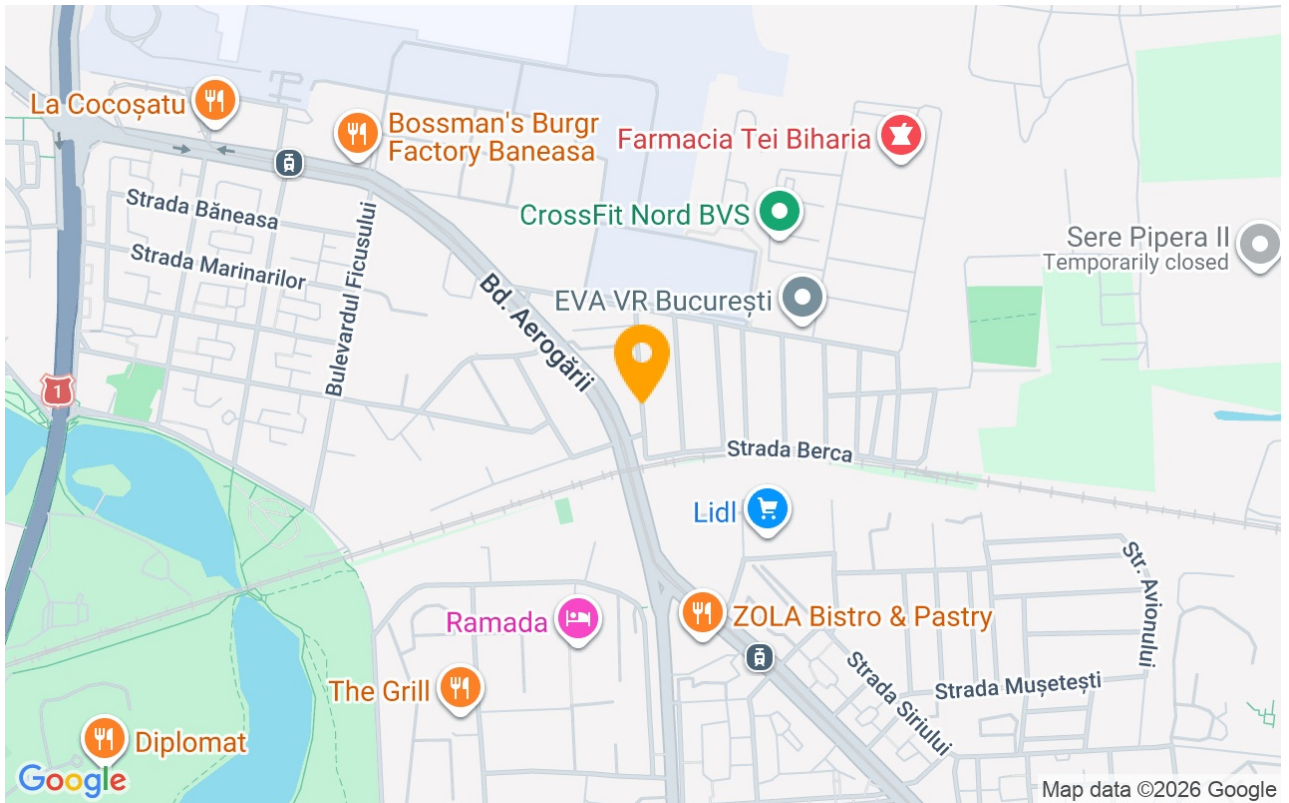 La Cocoșatu
Bossman's Burgr
Factory Baneasa
Farmacia Tei Biharia
Strada Băneasa
CrossFit Nord BVS
Sere Pipera II
Temporarily closed
Strada Marinarilor
Bulevardul Ficusului
Bd. Aerogării
EVA VR București
1
Strada Berca
Lidl
Str. Avionului
Ramada
ZOLA Bistro & Pastry
The Grill
Strada Siriului
Strada Mușetești
Diplomat
Google
Map data ©2026 Google